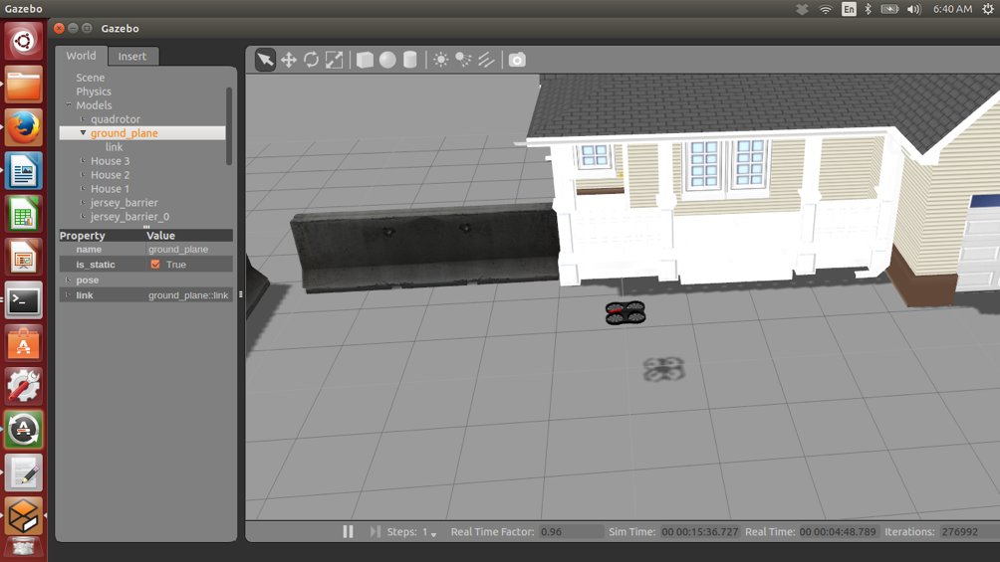 Gazebo
En
6:40 AM
Gazebo
World
Insert
Scene
Physics
Models
quadrotor
ground_plane
link
House 3
House 2
House 1
jersey_barrier
jersey_barrier_0
Property Value
name ground_plane
is_static True
pose
link ground_plane::link
Steps: 1 Real Time Factor: 0.96 Sim Time: 00 00:15:36.727 Real Time: 00 00:04:48.789 Iterations: 276992